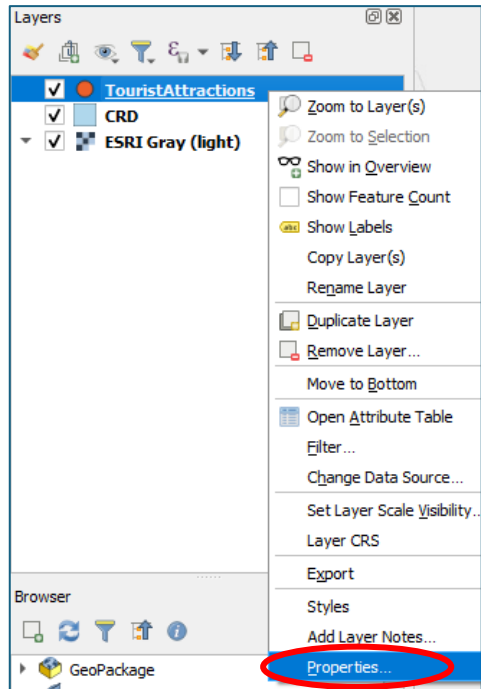 Layers
TouristAttractions
CRD
ESRI Gray (light)
Zoom to Layer(s)
Zoom to Selection
Show in Overview
Show Feature Count
abc Show Labels
Copy Layer(s)
Rename Layer
Duplicate Layer
Remove Layer...
Move to Bottom
Open Attribute Table
Filter...
Change Data Source...
Set Layer Scale Visibility..
Layer CRS
Export
Styles
Add Layer Notes...
Properties...
Browser
GeoPackage